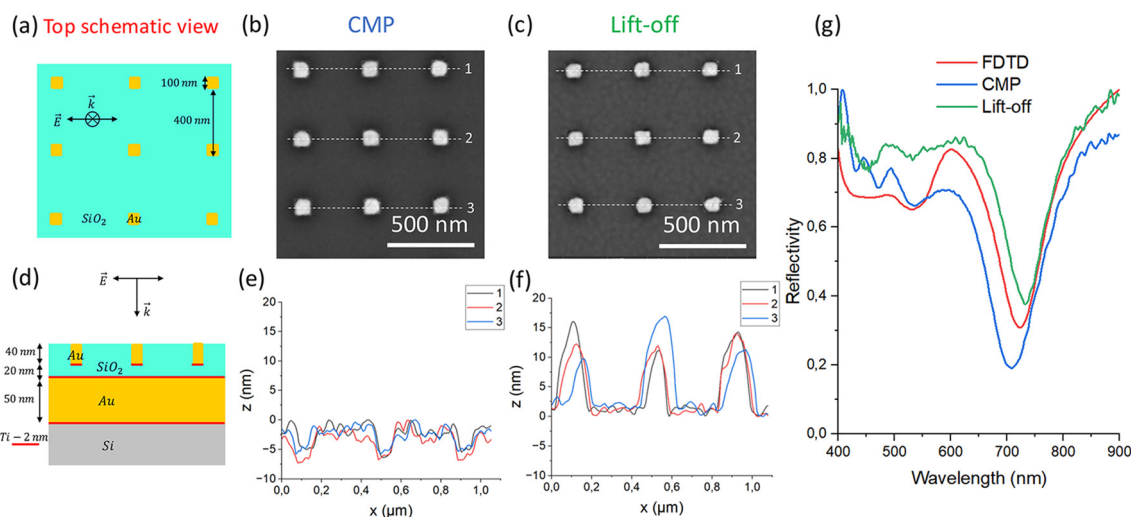 (a) Top schematic view
100 nm
k
E
400 nm
SiO₂
Au
(b) CMP
1
2
3
500 nm
(c) Lift-off
1
2
3
500 nm
(d)
E
k
40 nm
Au
20 nm
SiO₂
50 nm
Au
Ti – 2 nm
Si
(e)
1
2
3
20
15
10
5
0
−5
−10
z (nm)
0,0 0,2 0,4 0,6 0,8 1,0
x (µm)
(f)
1
2
3
20
15
10
5
0
−5
−10
z (nm)
0,0 0,2 0,4 0,6 0,8 1,0
x (µm)
(g)
FDTD
CMP
Lift-off
1,0
0,8
0,6
0,4
0,2
0,0
Reflectivity
400 500 600 700 800 900
Wavelength (nm)